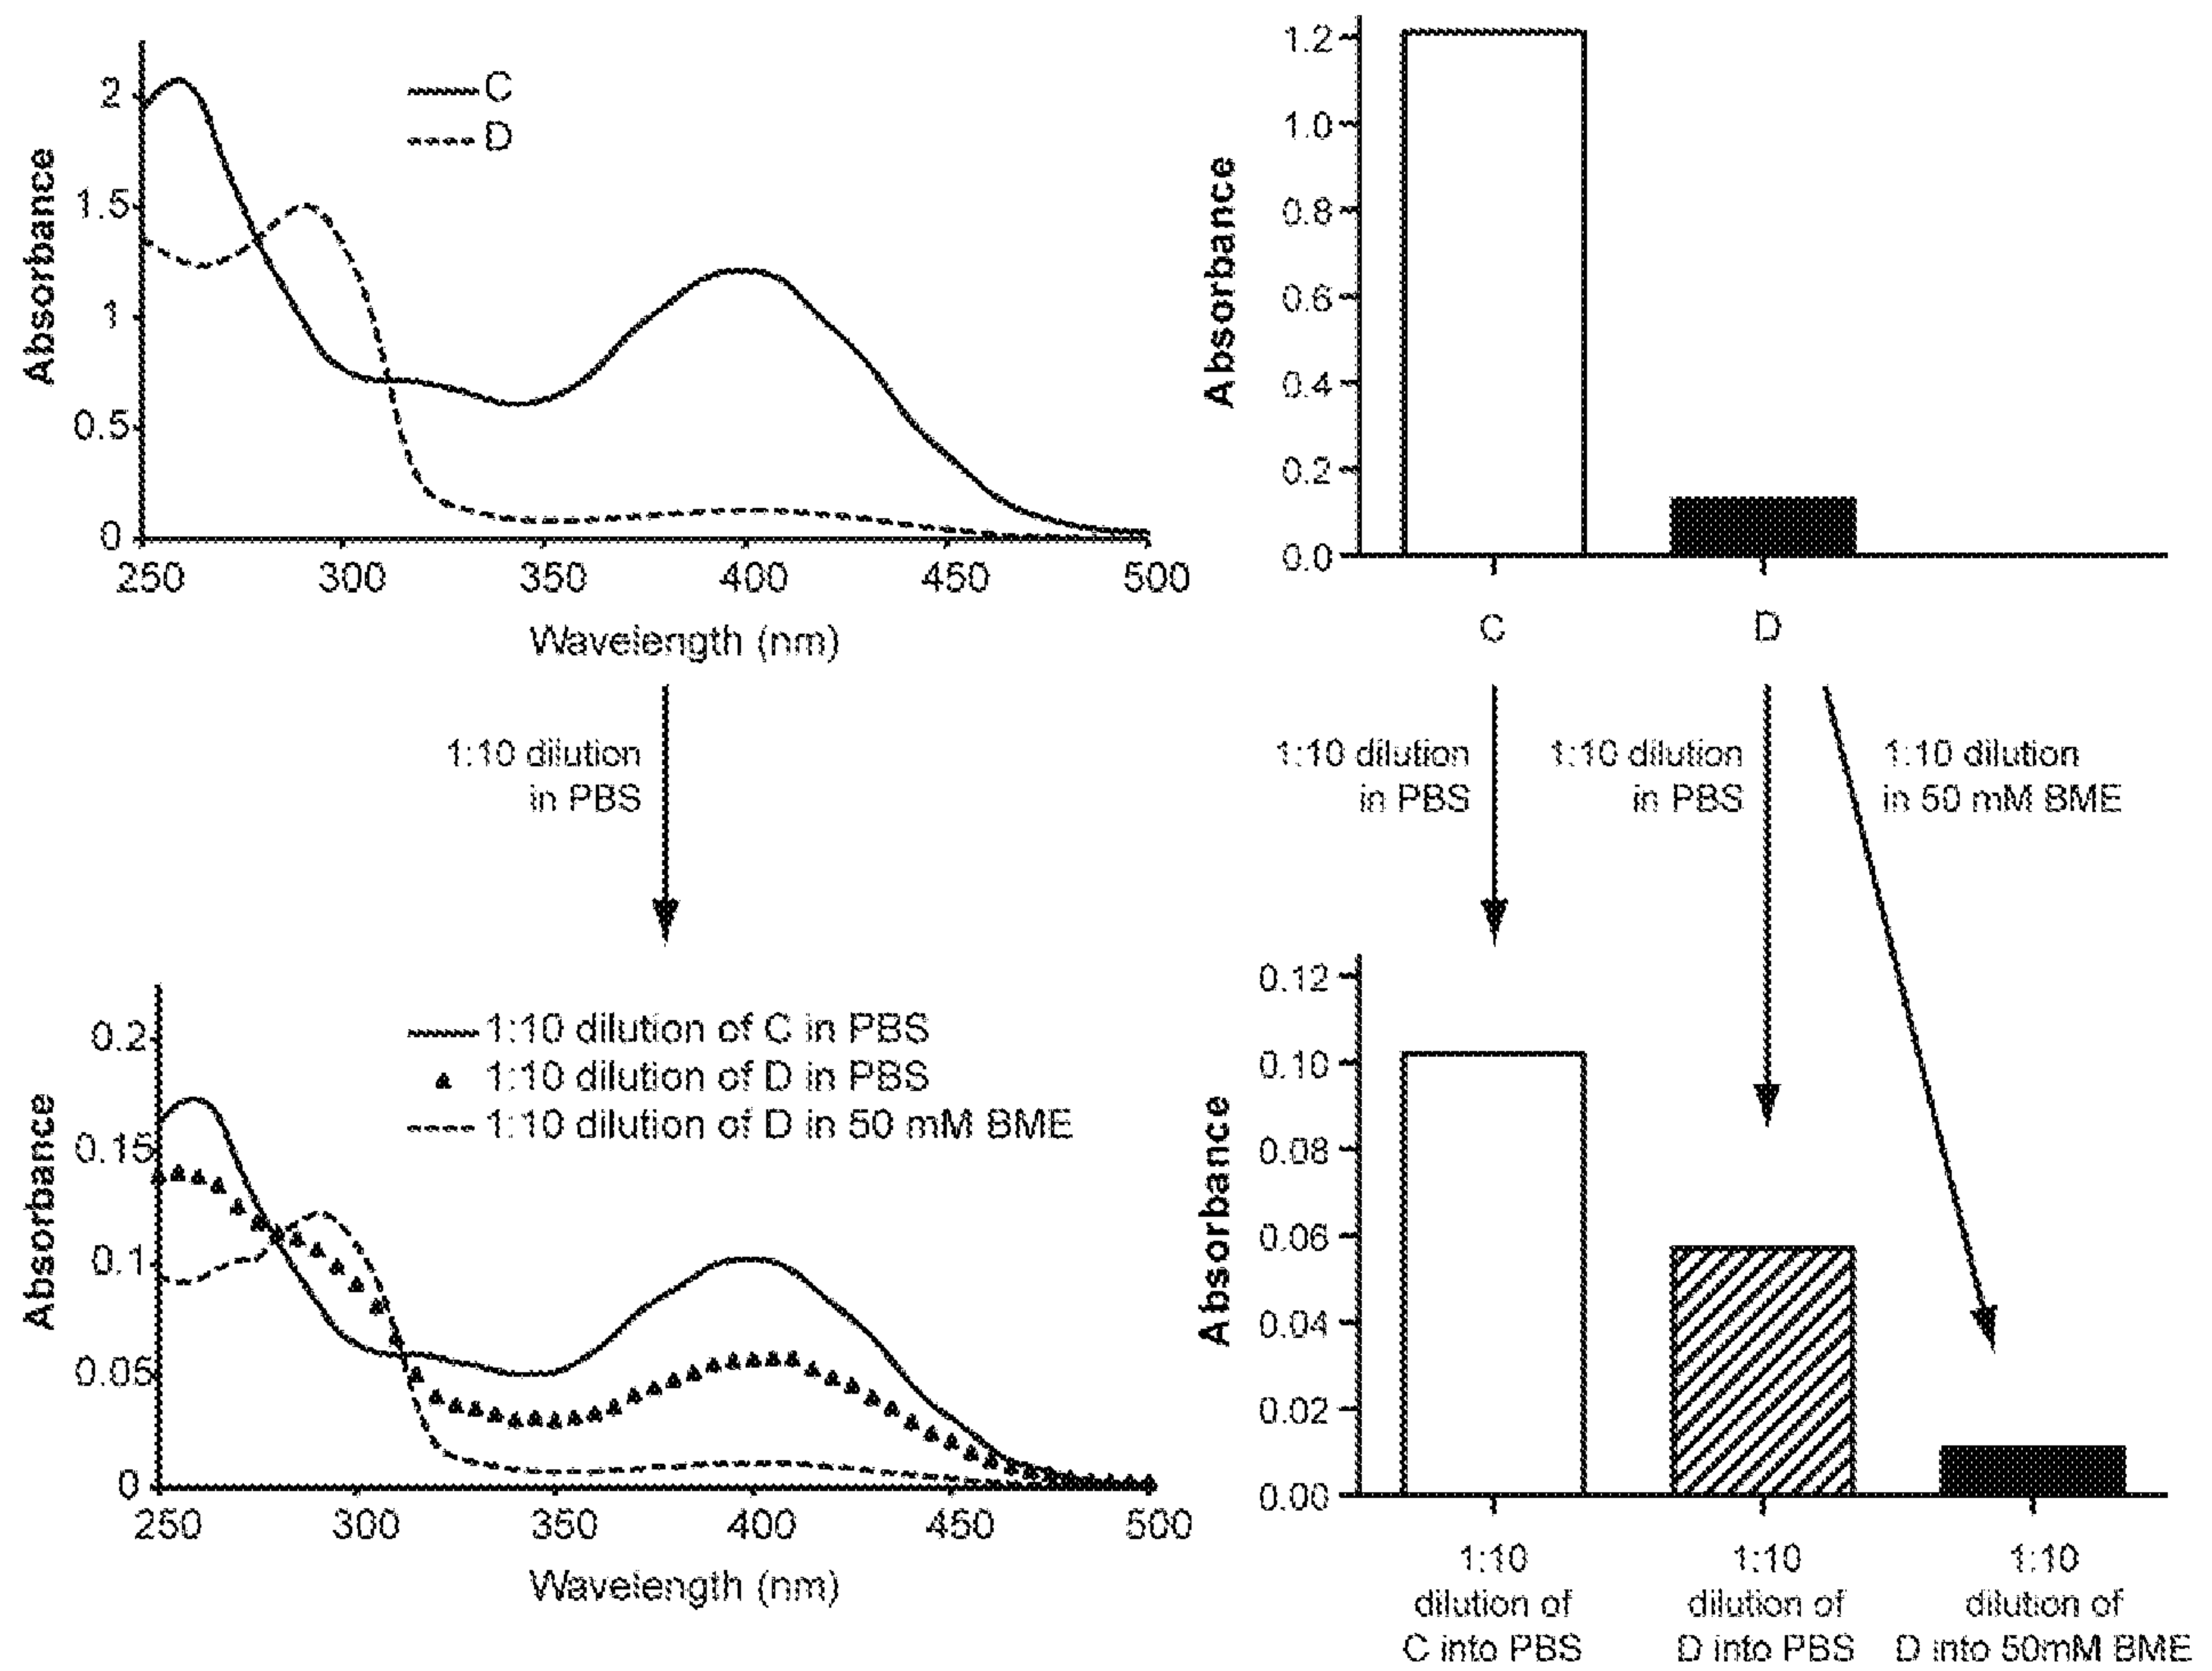 Absorbance
2
1.5
1
0.5
0
C
D
250 300 350 400 450 500
Wavelength (nm)
Absorbance
1.2
1.0
0.8
0.6
0.4
0.2
0.0
C D
1:10 dilution
in PBS
1:10 dilution
in PBS
1:10 dilution
in PBS
1:10 dilution
in 50 mM BME
Absorbance
0.2
0.15
0.1
0.05
0
1:10 dilution of C in PBS
1:10 dilution of D in PBS
1:10 dilution of D in 50 mM BME
250 300 350 400 450 500
Wavelength (nm)
Absorbance
0.12
0.10
0.08
0.06
0.04
0.02
0.00
1:10
dilution of
C into PBS
1:10
dilution of
D into PBS
1:10
dilution of
D into 50mM BME